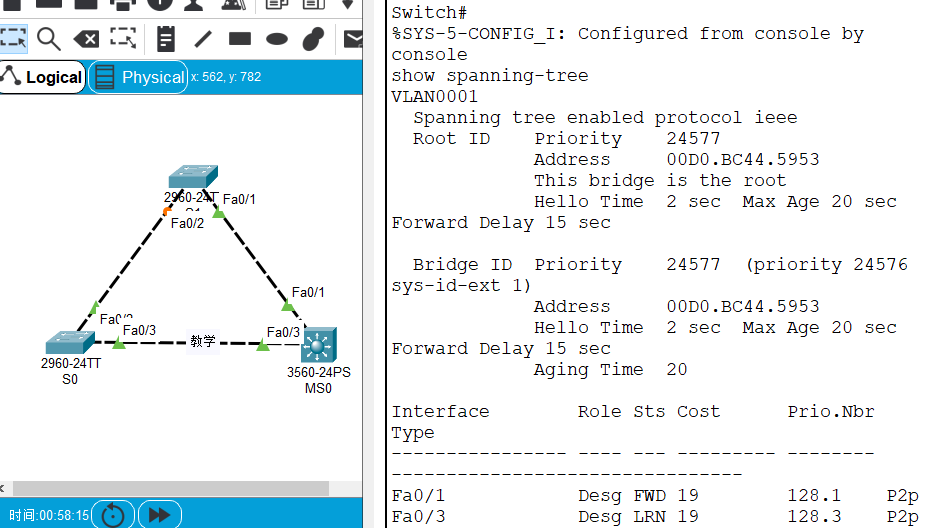 Logical
Physical
x: 562, y: 782
2960-24T
Fa0/1
Fa0/2
Fa0/1
Fa0/3
Fa0/3
教学
2960-24TT
S0
3560-24PS
MS0
时间:00:58:15
Switch#
%SYS-5-CONFIG_I: Configured from console by
console
show spanning-tree
VLAN0001
Spanning tree enabled protocol ieee
Root ID Priority 24577
Address 00D0.BC44.5953
This bridge is the root
Hello Time 2 sec Max Age 20 sec
Forward Delay 15 sec
Bridge ID Priority 24577 (priority 24576
sys-id-ext 1)
Address 00D0.BC44.5953
Hello Time 2 sec Max Age 20 sec
Forward Delay 15 sec
Aging Time 20
Interface Role Sts Cost Prio.Nbr
Type
---------------- ---- --- --------- --------
--------------------------------
Fa0/1 Desg FWD 19 128.1 P2p
Fa0/3 Desg LRN 19 128.3 P2p